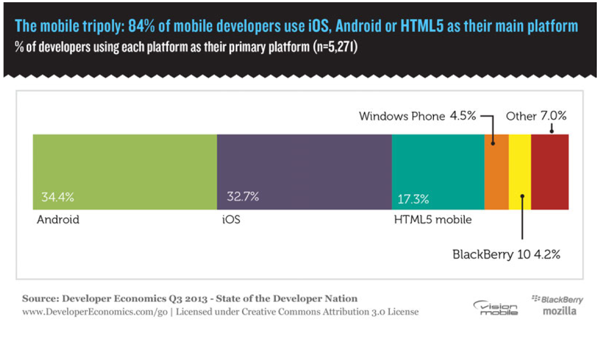 The mobile tripoly: 84% of mobile developers use iOS, Android or HTML5 as their main platform
% of developers using each platform as their primary platform (n=5,271)
Windows Phone 4.5%
Other 7.0%
34.4%
32.7%
17.3%
Android
iOS
HTML5 mobile
BlackBerry 10 4.2%
Source: Developer Economics Q3 2013 - State of the Developer Nation
www.DeveloperEconomics.com/go | Licensed under Creative Commons Attribution 3.0 License
vision
mobile
BlackBerry
mozilla